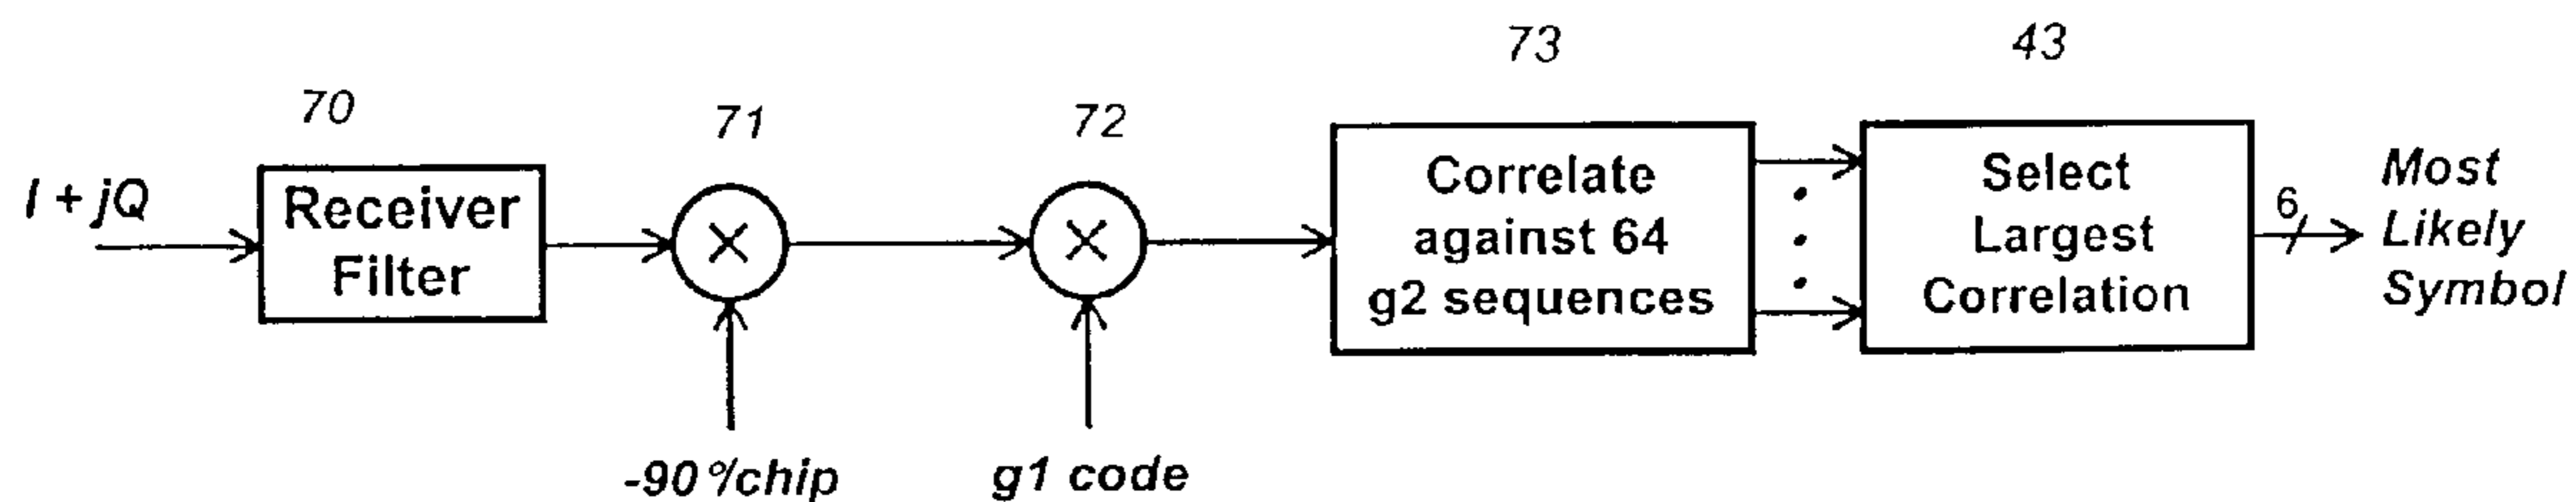 73
43
70
71
72
I + jQ
Receiver
Filter
Correlate
against 64
g2 sequences
Select
Largest
Correlation
6
Most
Likely
Symbol
-90°/chip
g1 code